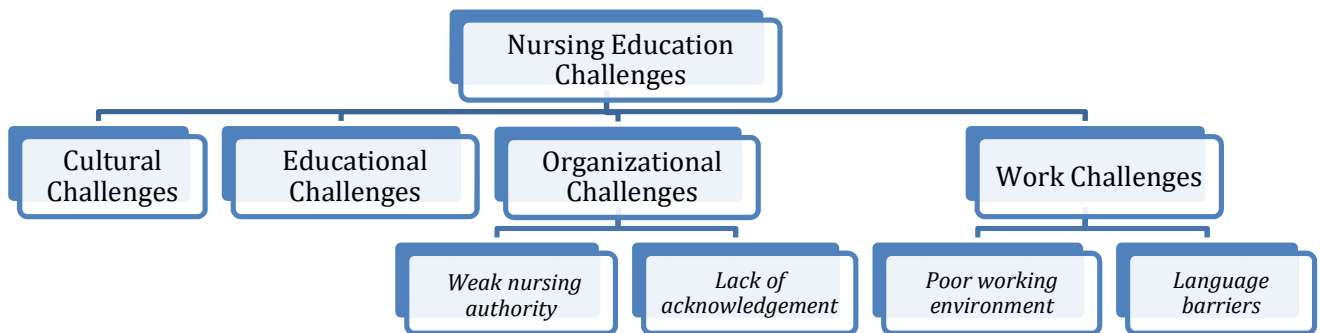 Nursing Education
Challenges
Cultural
Challenges
Educational
Challenges
Organizational
Challenges
Work Challenges
Weak nursing
authority
Lack of
acknowledgement
Poor working
environment
Language
barriers